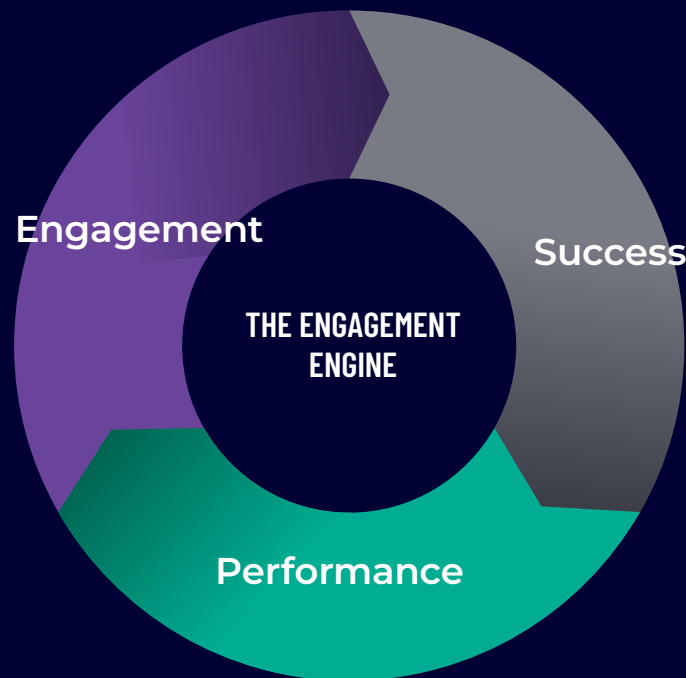 Engagement
Success
THE ENGAGEMENT
ENGINE
Performance